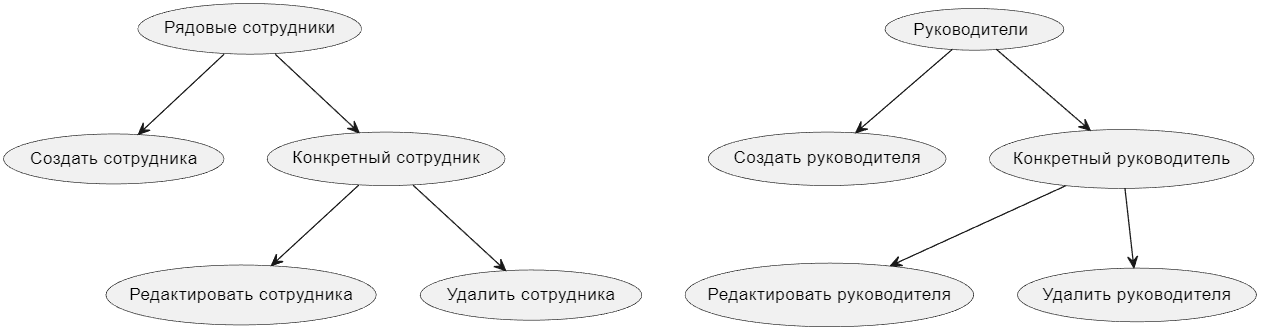 Рядовые сотрудники
Руководители
Создать сотрудника
Конкретный сотрудник
Создать руководителя
Конкретный руководитель
Редактировать сотрудника
Удалить сотрудника
Редактировать руководителя
Удалить руководителя